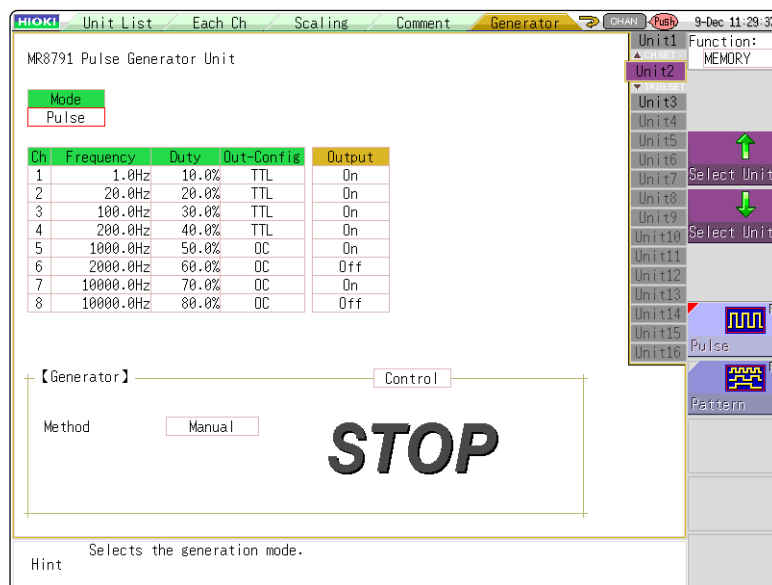 HIOKI Unit List Each Ch Scaling Comment Generator CHAN Push 9-Dec 11:29:37
MR8791 Pulse Generator Unit
Mode
Pulse
Ch Frequency Duty Out-Config Output
1 1.0Hz 10.0% TTL On
2 20.0Hz 20.0% TTL On
3 100.0Hz 30.0% TTL On
4 200.0Hz 40.0% TTL On
5 1000.0Hz 50.0% OC On
6 2000.0Hz 60.0% OC Off
7 10000.0Hz 70.0% OC On
8 10000.0Hz 80.0% OC Off
【Generator】 Control
Method Manual
STOP
Hint Selects the generation mode.
Unit1
▲CH.SET
Unit2
▼TRIG.SET
Unit3
Unit4
Unit5
Unit6
Unit7
Unit8
Unit9
Unit10
Unit11
Unit12
Unit13
Unit14
Unit15
Unit16
Function:
MEMORY
Select Unit
Select Unit
Pulse
Pattern